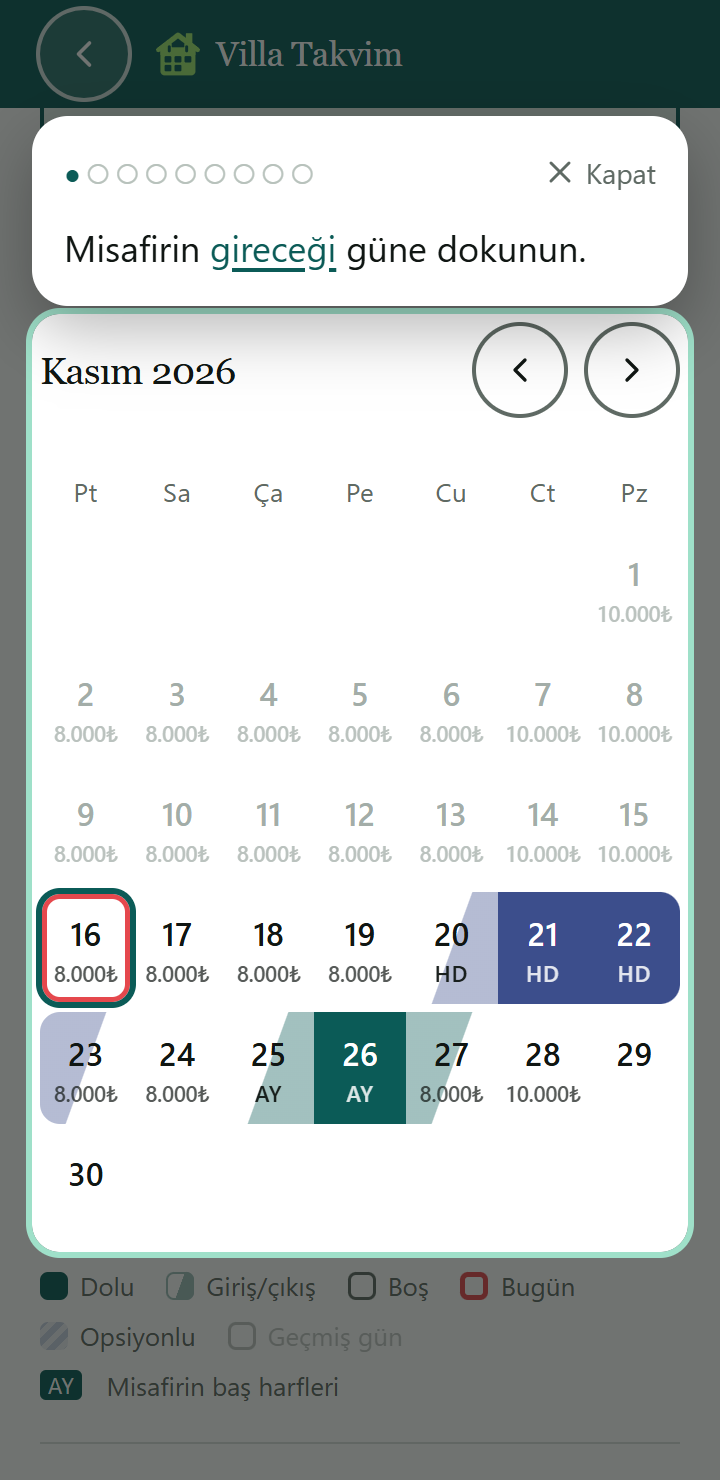 Villa Takvim
Kapat
Misafirin gireceği güne dokunun.
Kasım 2026
Pt Sa Ça Pe Cu Ct Pz
1
10.000₺
2 3 4 5 6 7 8
8.000₺ 8.000₺ 8.000₺ 8.000₺ 8.000₺ 10.000₺ 10.000₺
9 10 11 12 13 14 15
8.000₺ 8.000₺ 8.000₺ 8.000₺ 8.000₺ 10.000₺ 10.000₺
16 17 18 19 20 21 22
8.000₺ 8.000₺ 8.000₺ 8.000₺ HD HD HD
23 24 25 26 27 28 29
8.000₺ 8.000₺ AY AY 8.000₺ 10.000₺
30
Dolu Giriş/çıkış Boş Bugün
Opsiyonlu Geçmiş gün
AY Misafirin baş harfleri